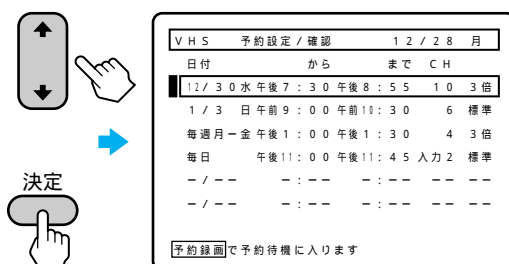 VHS 予約設定/確認 12/28 月
日付 から まで CH
12/30水 午後7:30 午後8:55 10 3倍
1/3 日 午前9:00 午前10:30 6 標準
毎週月ー金 午後1:00 午後1:30 4 3倍
毎日 午後11:00 午後11:45 入力2 標準
ー/ーー ー:ーー ー:ーー ーー ーー
ー/ーー ー:ーー ー:ーー ーー ーー
予約録画で予約待機に入ります
決定